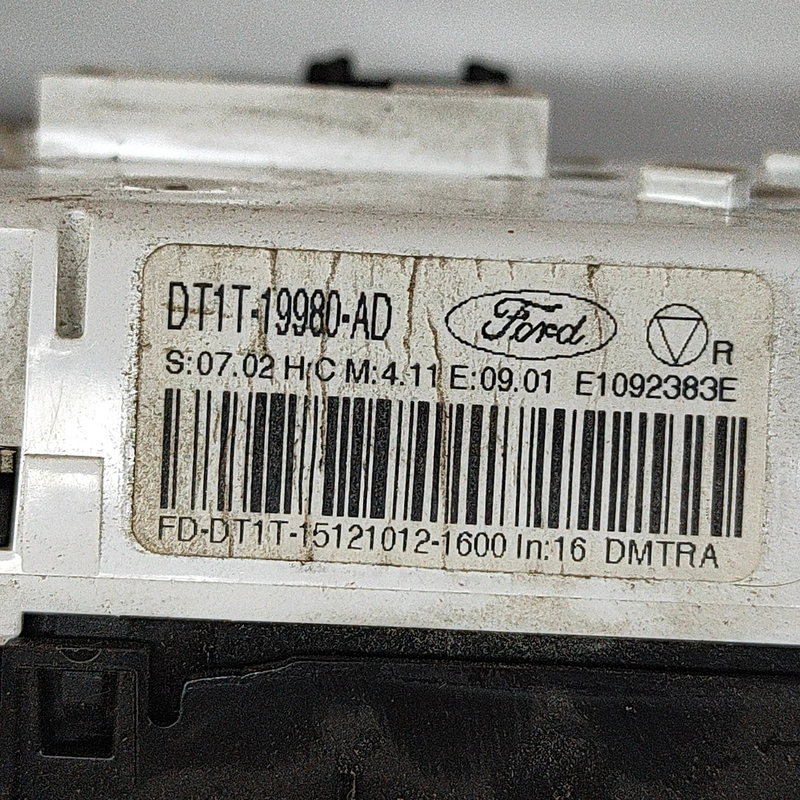 DT1T-19980-AD Ford R
S:07.02 H:C M:4.11 E:09.01 E1092383E
FD-DT1T-15121012-1600 In:16 DMTRA